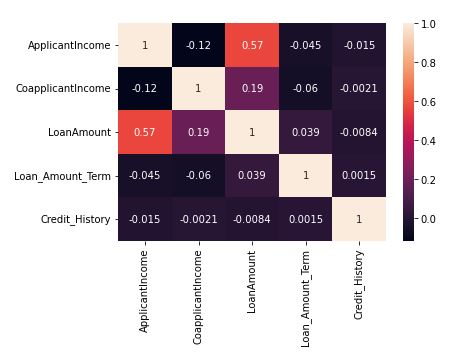 ApplicantIncome 1 -0.12 0.57 -0.045 -0.015
CoapplicantIncome -0.12 1 0.19 -0.06 -0.0021
LoanAmount 0.57 0.19 1 0.039 -0.0084
Loan_Amount_Term -0.045 -0.06 0.039 1 0.0015
Credit_History -0.015 -0.0021 -0.0084 0.0015 1
ApplicantIncome
CoapplicantIncome
LoanAmount
Loan_Amount_Term
Credit_History
1.0
0.8
0.6
0.4
0.2
0.0